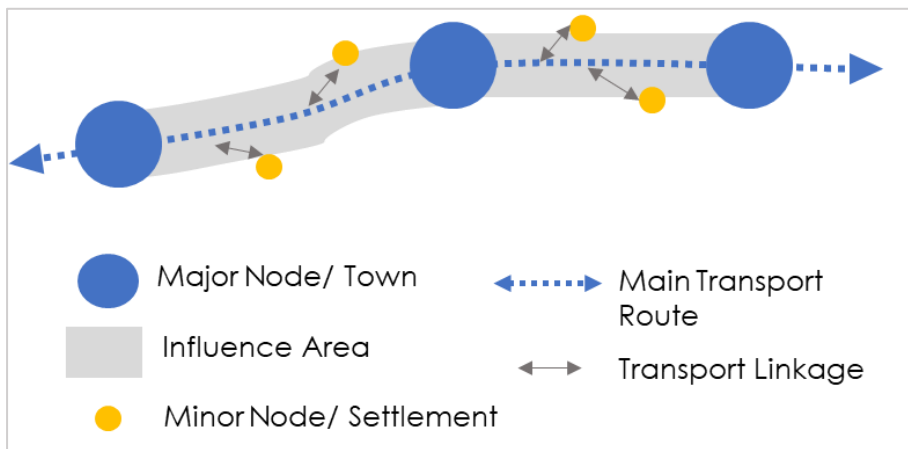 Major Node/ Town
Influence Area
Minor Node/ Settlement
Main Transport
Route
Transport Linkage